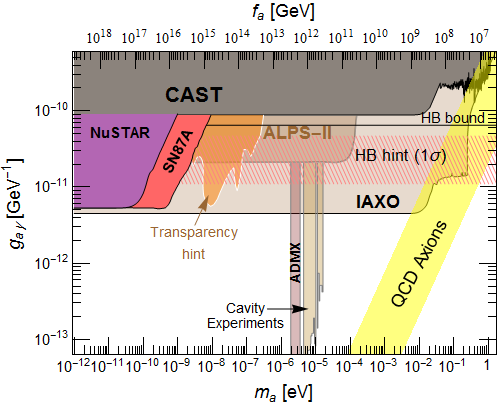 f_a [GeV]
10^18 10^17 10^16 10^15 10^14 10^13 10^12 10^11 10^10 10^9 10^8 10^7
CAST
10^−10
HB bound
NuSTAR
SN87A
ALPS−II
HB hint (1σ)
10^−11
IAXO
Transparency
hint
g_aγ [GeV^−1]
10^−12
ADMX
QCD Axions
Cavity
Experiments
10^−13
10^−12 10^−11 10^−10 10^−9 10^−8 10^−7 10^−6 10^−5 10^−4 10^−3 10^−2 10^−1 1
m_a [eV]